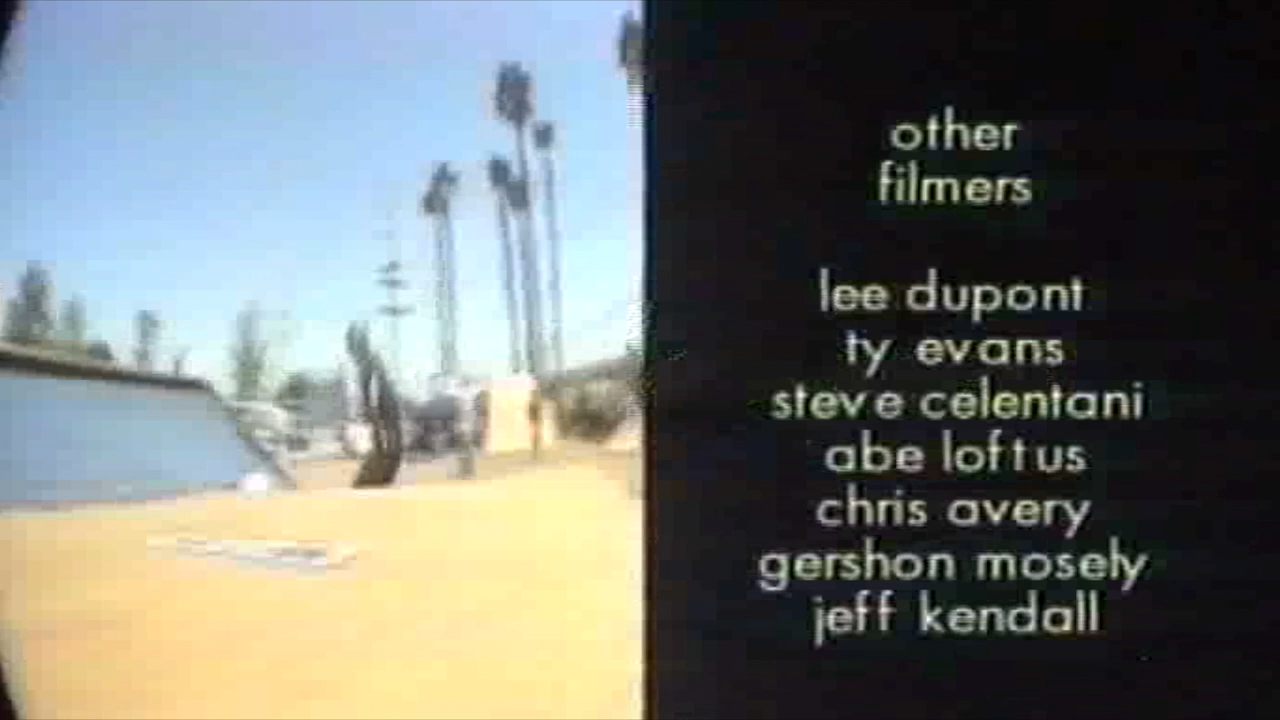 other
filmers
lee dupont
ty evans
steve celentani
abe loftus
chris avery
gershon mosely
jeff kendall